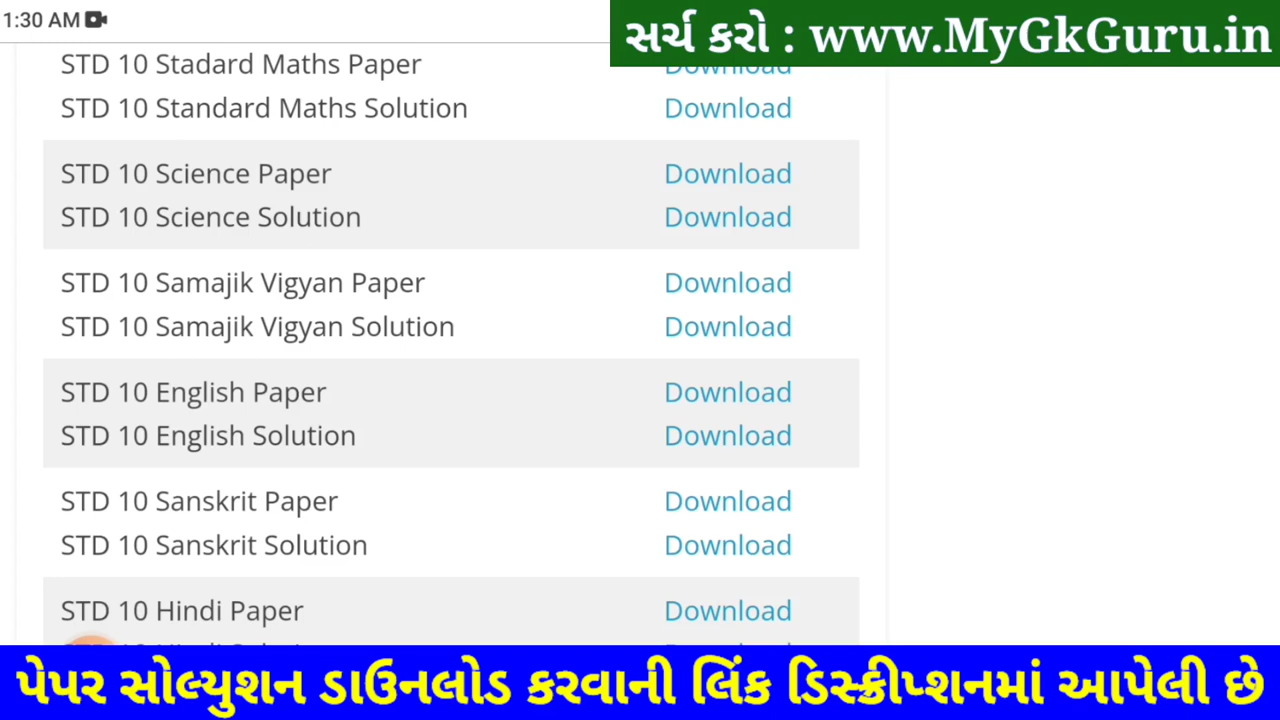 1:30 AM
સર્ચ કરો : www.MyGkGuru.in
STD 10 Stadard Maths Paper Download
STD 10 Standard Maths Solution Download
STD 10 Science Paper Download
STD 10 Science Solution Download
STD 10 Samajik Vigyan Paper Download
STD 10 Samajik Vigyan Solution Download
STD 10 English Paper Download
STD 10 English Solution Download
STD 10 Sanskrit Paper Download
STD 10 Sanskrit Solution Download
STD 10 Hindi Paper Download
પેપર સોલ્યુશન ડાઉનલોડ કરવાની લિંક ડિસ્ક્રીપ્શનમાં આપેલી છે